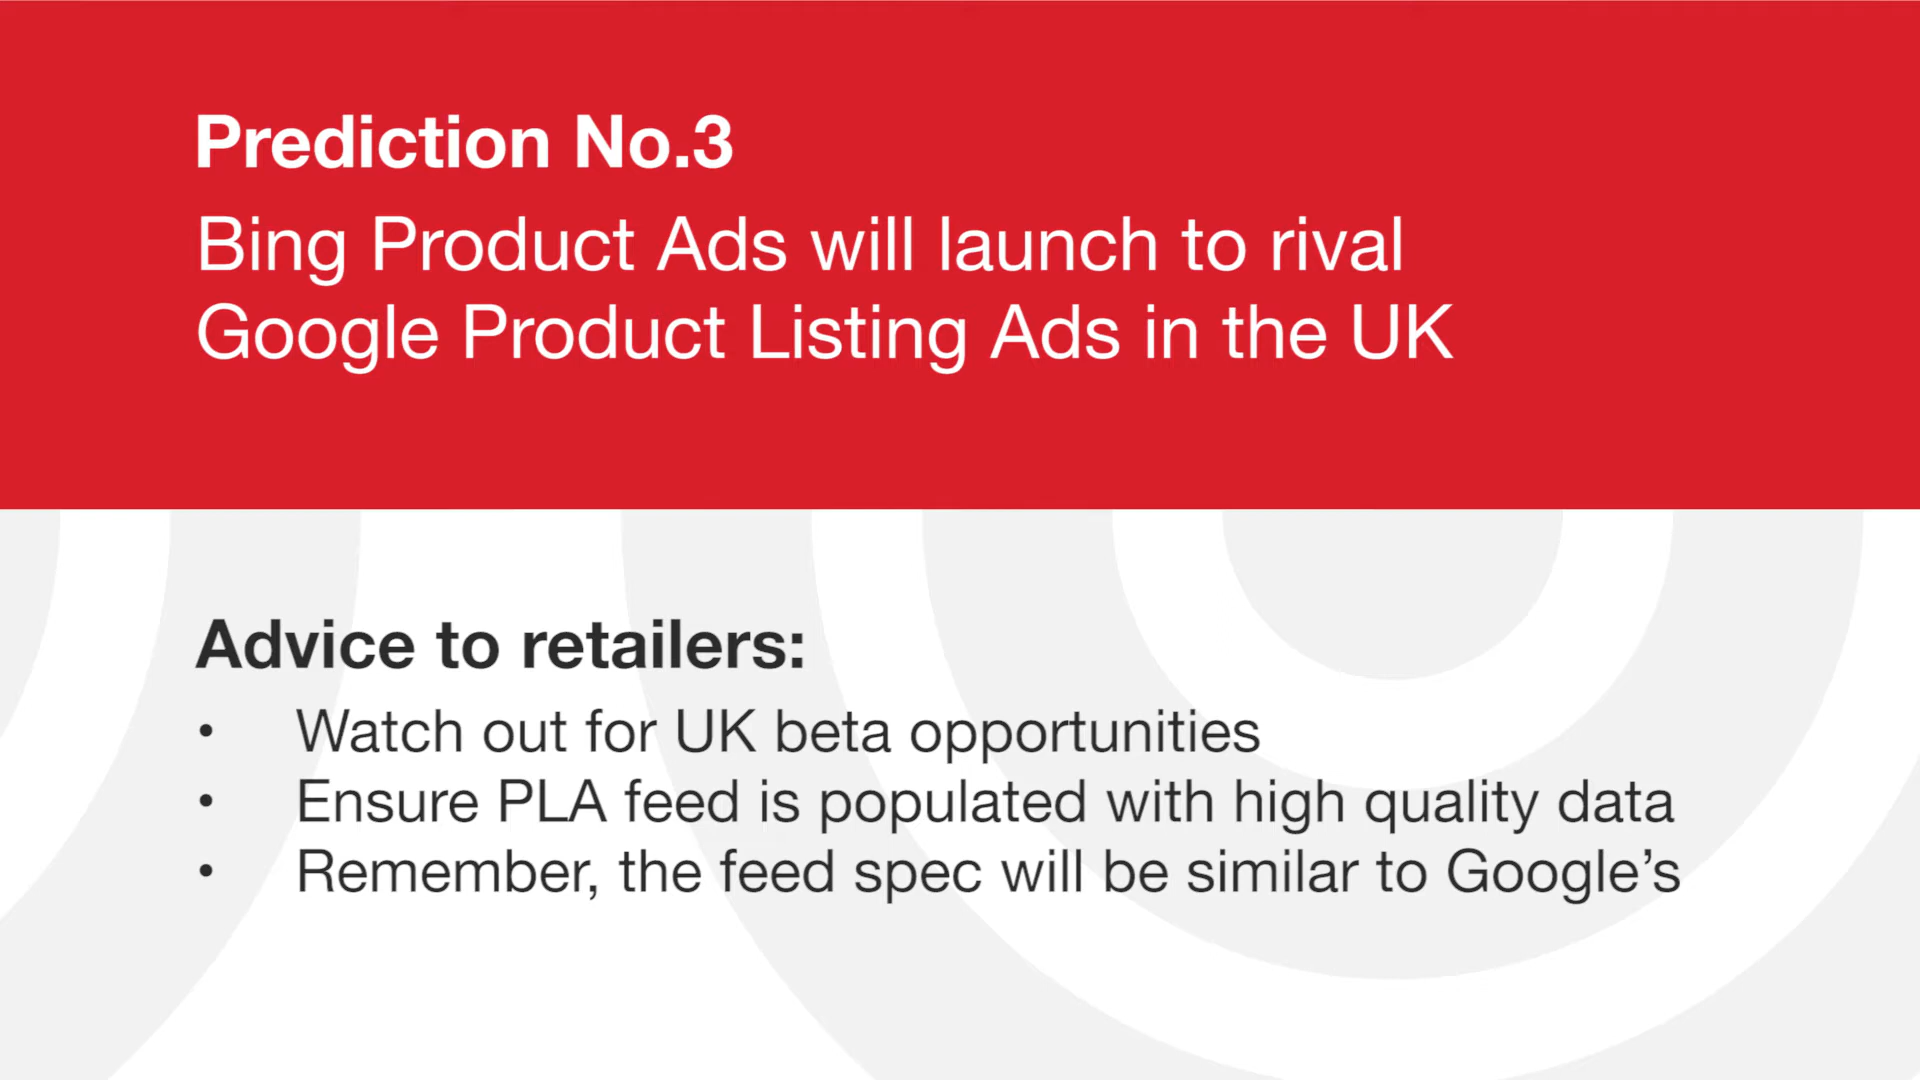 Prediction No.3
Bing Product Ads will launch to rival
Google Product Listing Ads in the UK
Advice to retailers:
• Watch out for UK beta opportunities
• Ensure PLA feed is populated with high quality data
• Remember, the feed spec will be similar to Google’s